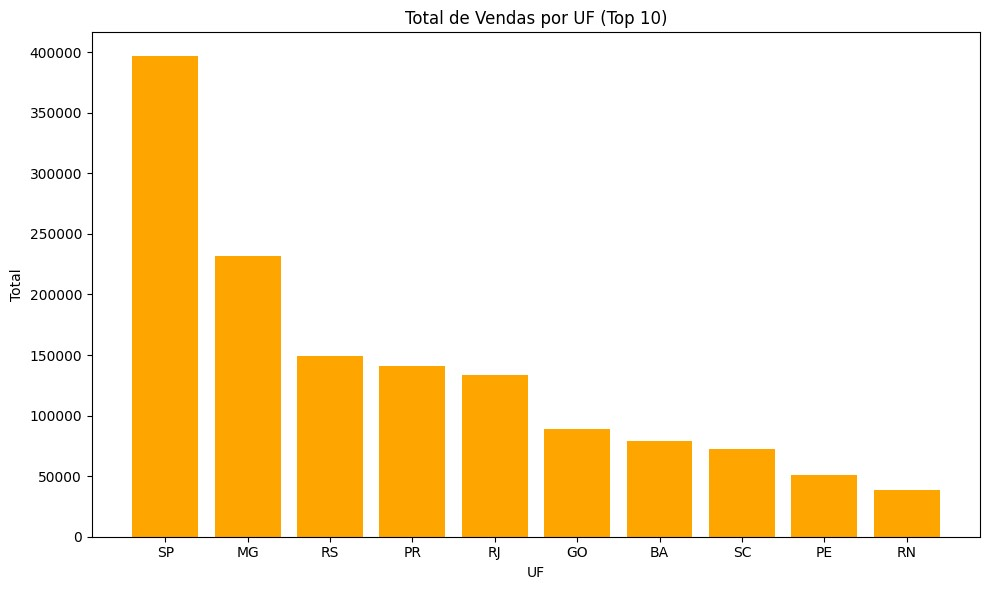 Total de Vendas por UF (Top 10)
400000
350000
300000
250000
200000
150000
100000
50000
0
Total
SP MG RS PR RJ GO BA SC PE RN
UF